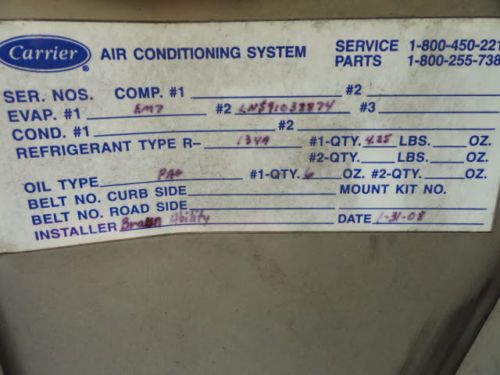 Carrier AIR CONDITIONING SYSTEM SERVICE 1-800-450-221
PARTS 1-800-255-738
SER. NOS. COMP. #1 #2
EVAP. #1 EM7 #2 LNS91038874 #3
COND. #1 #2
REFRIGERANT TYPE R- 134A #1-QTY. 4.25 LBS. OZ.
#2-QTY. LBS. OZ.
OIL TYPE PAG #1-QTY. 6 OZ. #2-QTY. OZ.
BELT NO. CURB SIDE MOUNT KIT NO.
BELT NO. ROAD SIDE
INSTALLER Braun Ability DATE 1-31-08